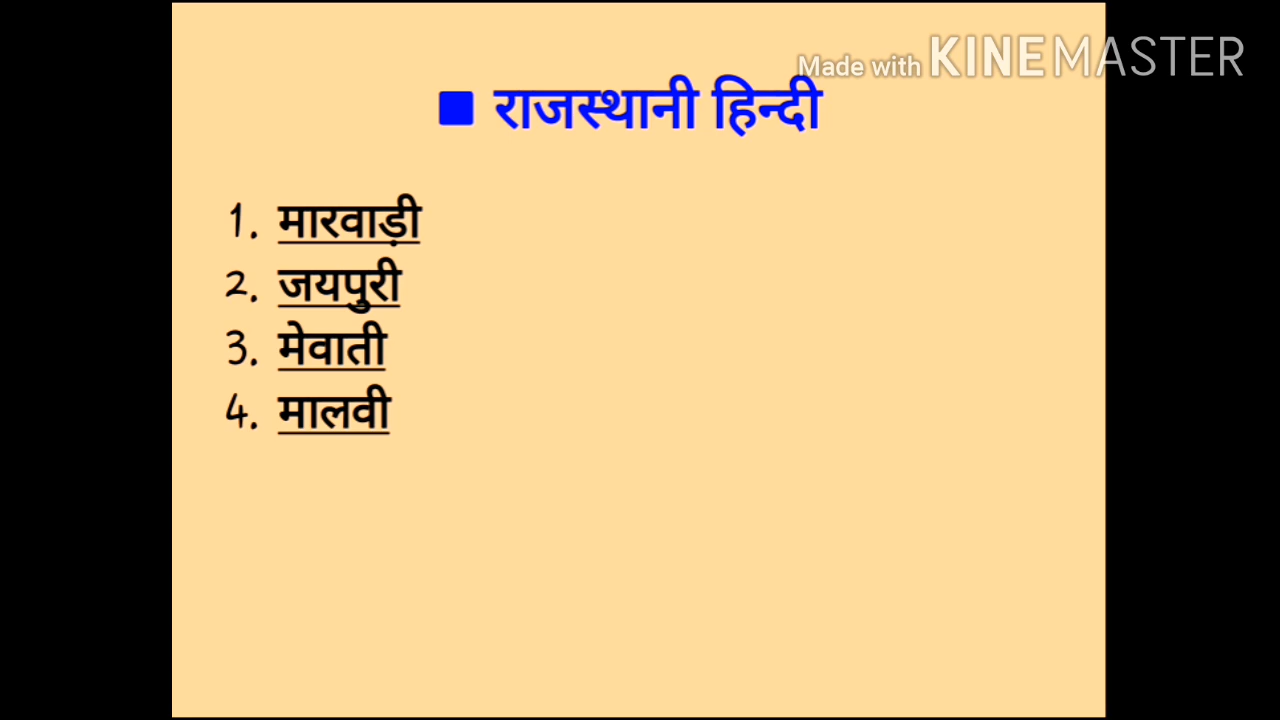 Made with KINEMASTER
■ राजस्थानी हिन्दी
1. मारवाड़ी
2. जयपुरी
3. मेवाती
4. मालवी